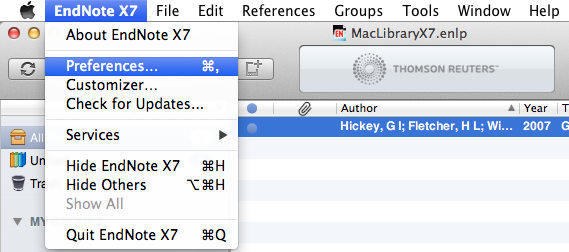 EndNote X7 File Edit References Groups Tools Window Help
About EndNote X7
MacLibraryX7.enlp
Preferences... ⌘,
THOMSON REUTERS™
Customizer...
Check for Updates...
Author Year
Services
All
Hickey, G I; Fletcher, H L; Wi... 2007
Un
Hide EndNote X7 ⌘H
Tra
Hide Others ⌥⌘H
Show All
MY
Quit EndNote X7 ⌘Q